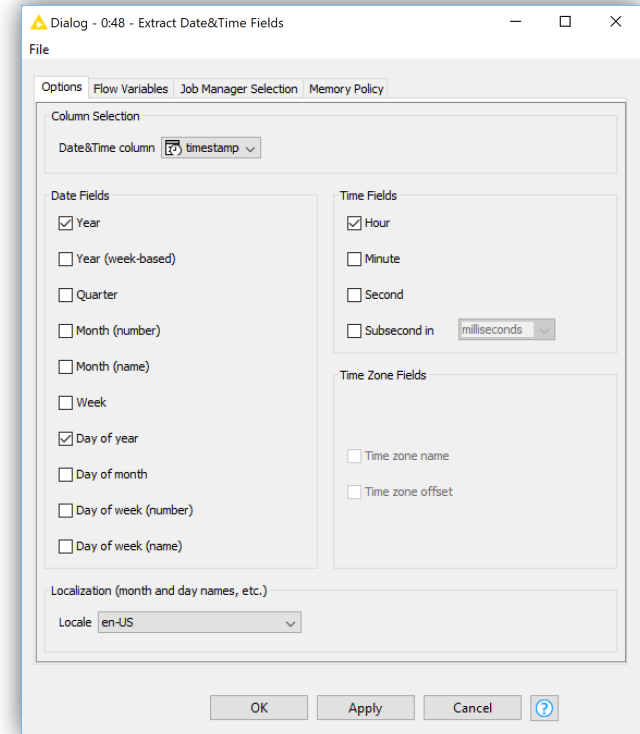 Dialog - 0:48 - Extract Date&Time Fields
File
Options Flow Variables Job Manager Selection Memory Policy
Column Selection
Date&Time column timestamp
Date Fields
Year
Year (week-based)
Quarter
Month (number)
Month (name)
Week
Day of year
Day of month
Day of week (number)
Day of week (name)
Time Fields
Hour
Minute
Second
Subsecond in milliseconds
Time Zone Fields
Time zone name
Time zone offset
Localization (month and day names, etc.)
Locale en-US
OK Apply Cancel ?